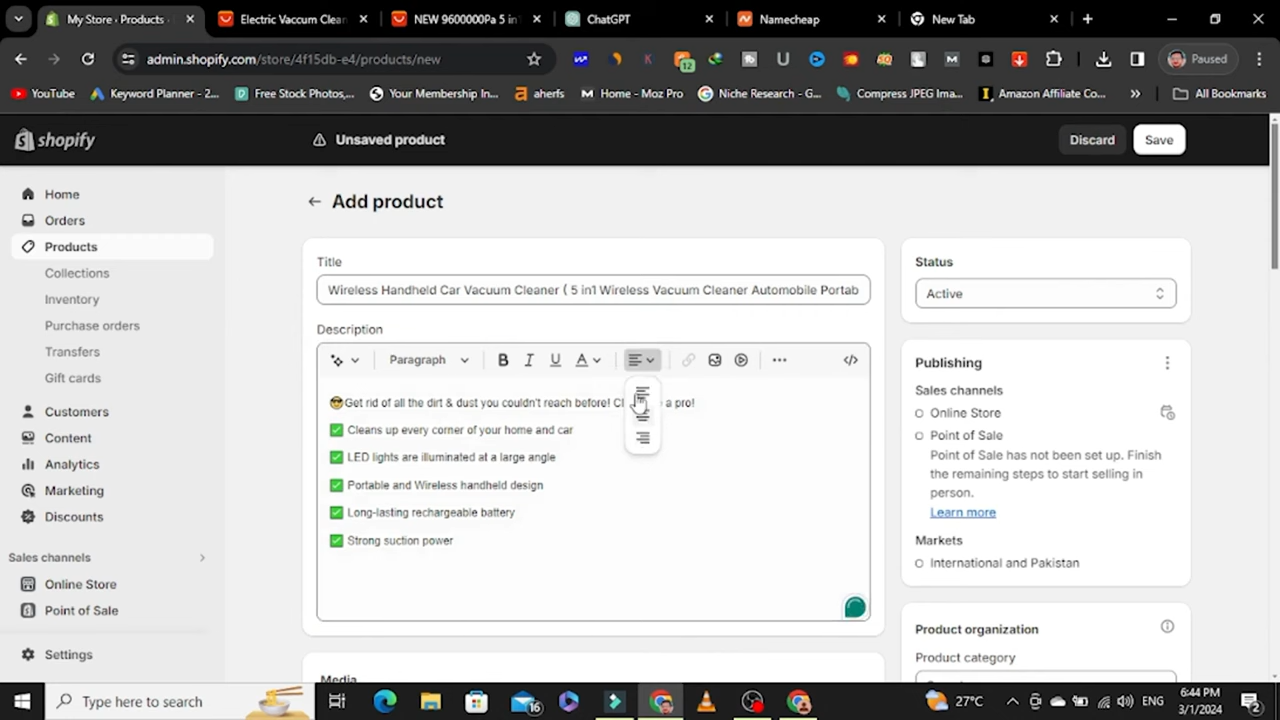 My Store · Products ·
Electric Vaccum Clean
NEW 9600000Pa 5 in
ChatGPT
Namecheap
New Tab
admin.shopify.com/store/4f15db-e4/products/new
12
Paused
YouTube
Keyword Planner - 2...
Free Stock Photos,...
Your Membership In...
aherfs
Home - Moz Pro
Niche Research - G...
Compress JPEG Ima...
Amazon Affiliate Co...
All Bookmarks
shopify
Unsaved product
Discard
Save
Home
Orders
Products
Collections
Inventory
Purchase orders
Transfers
Gift cards
Customers
Content
Analytics
Marketing
Discounts
Sales channels
Online Store
Point of Sale
Settings
Add product
Title
Wireless Handheld Car Vacuum Cleaner ( 5 in1 Wireless Vacuum Cleaner Automobile Portab
Description
Paragraph
B I U A
😎Get rid of all the dirt & dust you couldn't reach before! Cl a pro!
✅ Cleans up every corner of your home and car
✅ LED lights are illuminated at a large angle
✅ Portable and Wireless handheld design
✅ Long-lasting rechargeable battery
✅ Strong suction power
Media
Status
Active
Publishing
Sales channels
Online Store
Point of Sale
Point of Sale has not been set up. Finish
the remaining steps to start selling in
person.
Learn more
Markets
International and Pakistan
Product organization
Product category
Type here to search
16
27°C
ENG
6:44 PM
3/1/2024
2